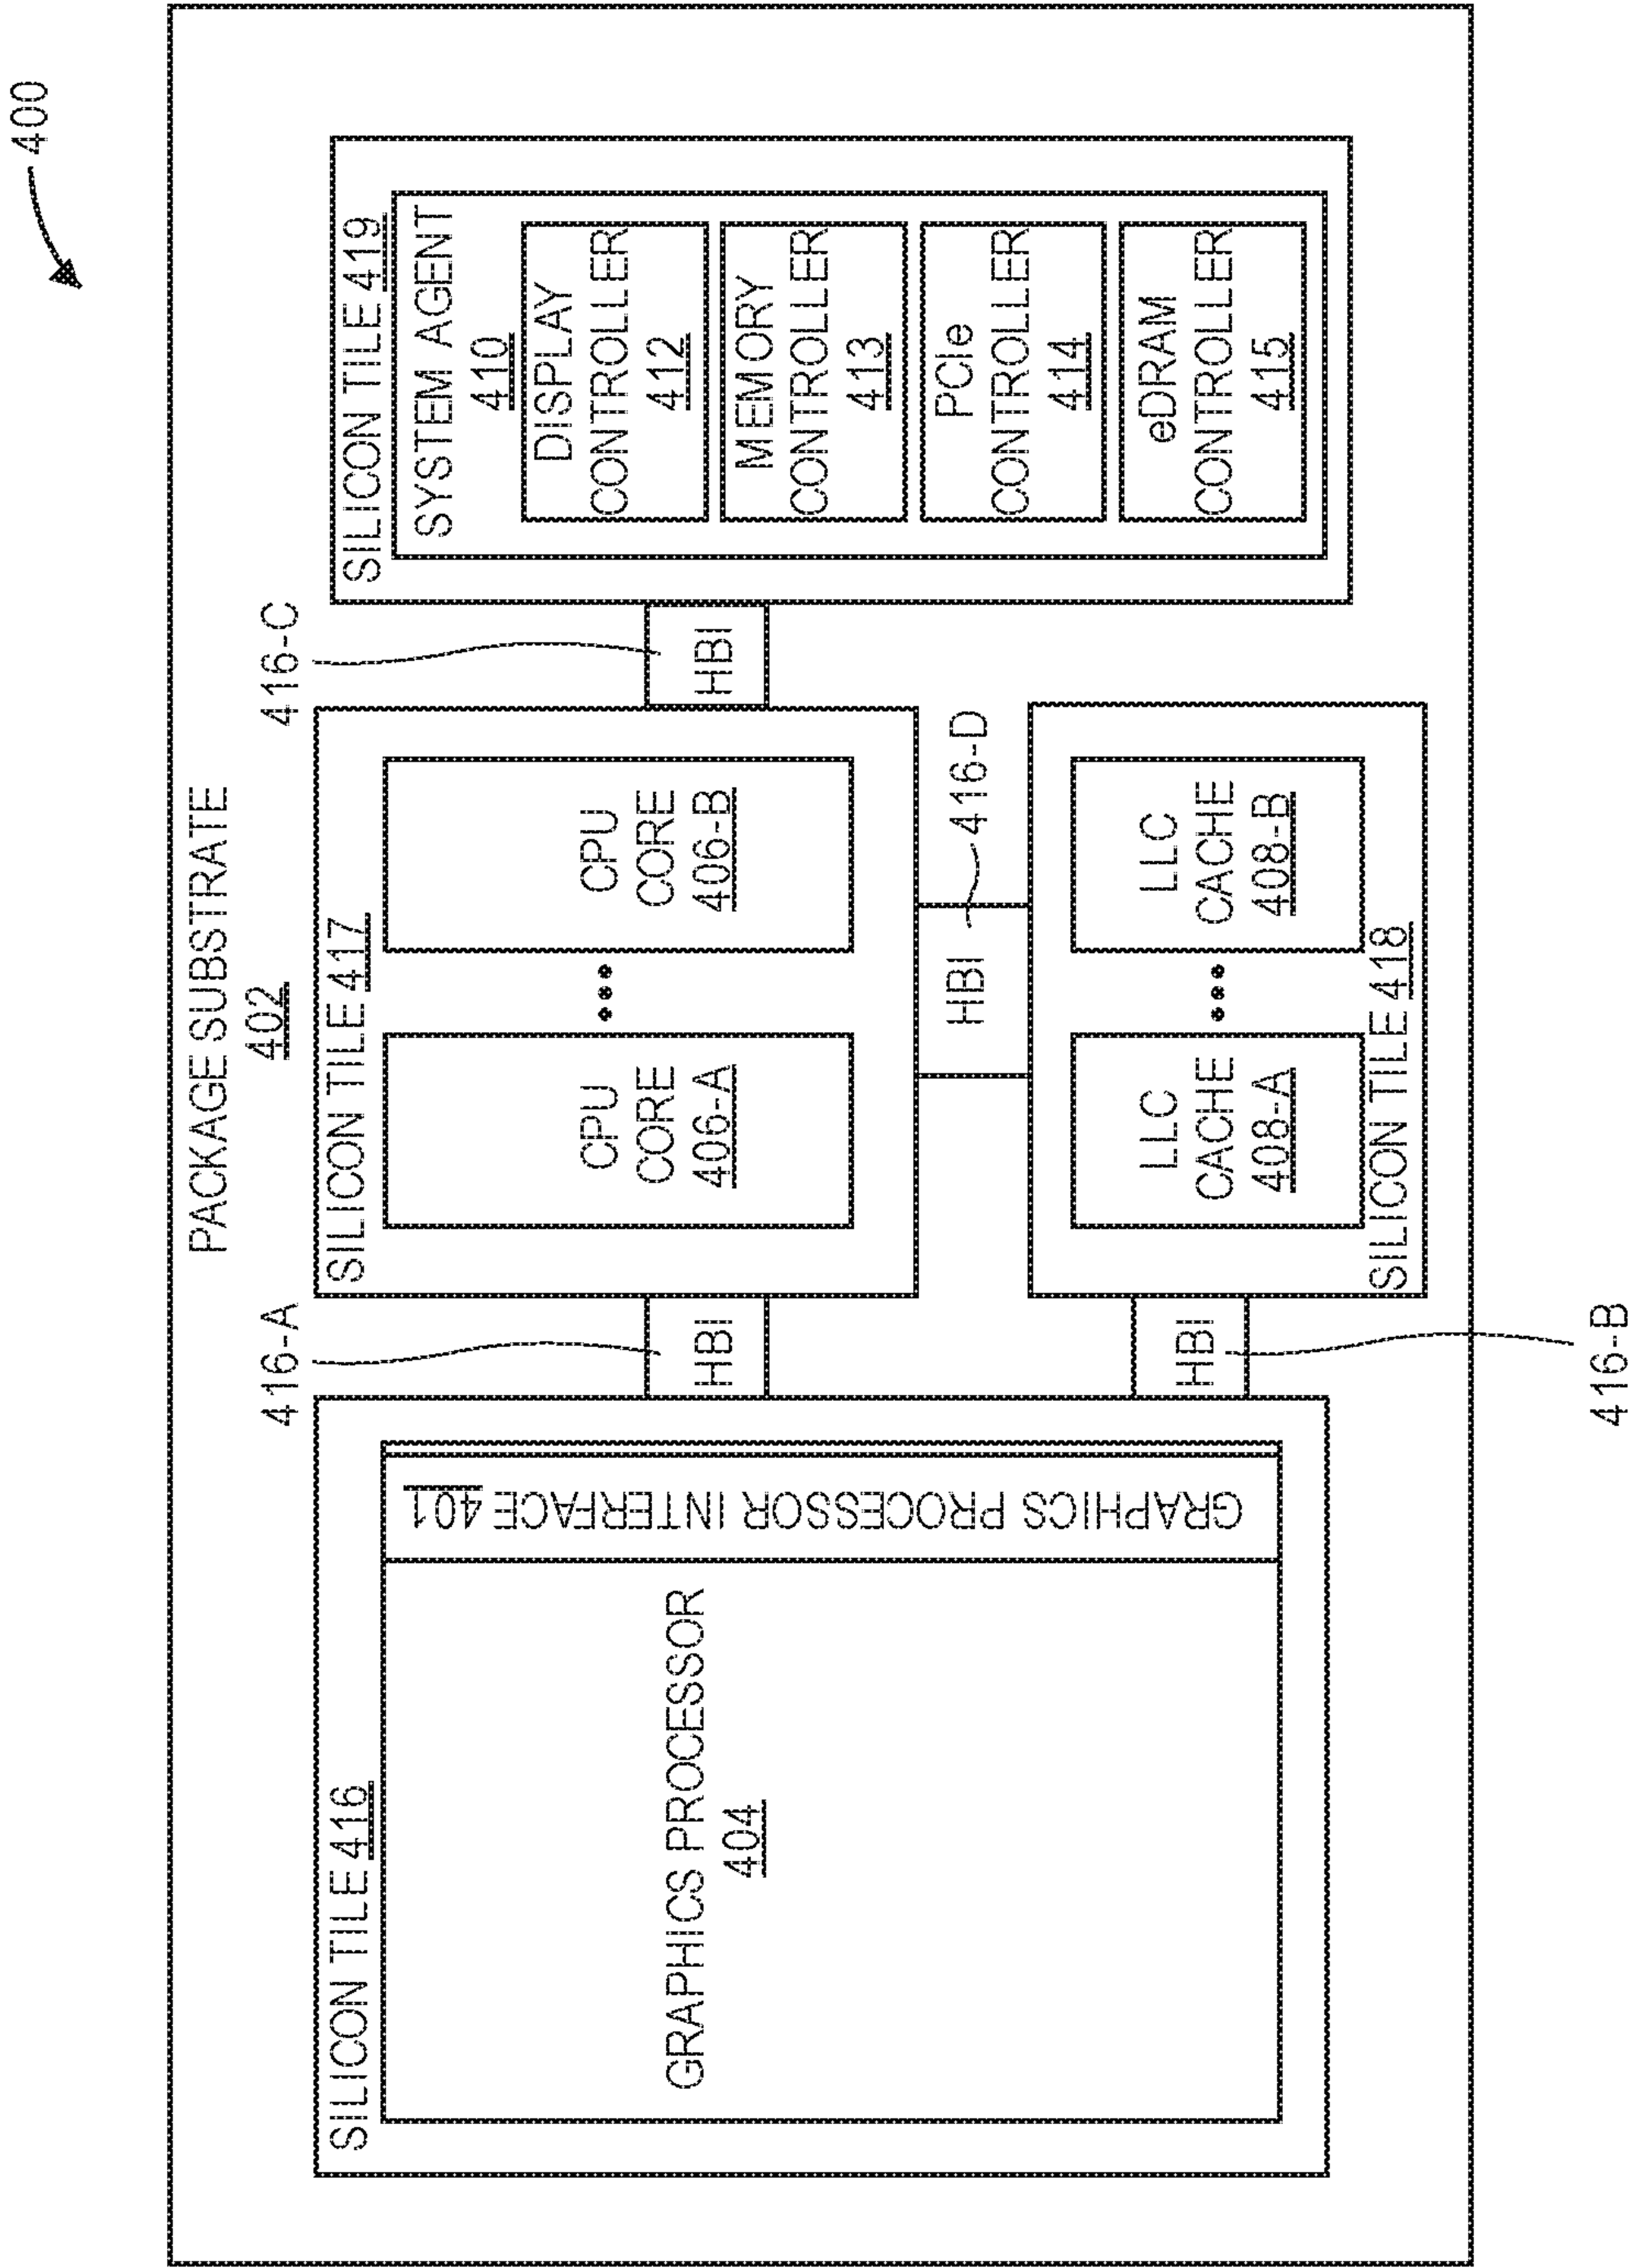 400
PACKAGE SUBSTRATE
402
SILICON TILE 416
GRAPHICS PROCESSOR
404
GRAPHICS PROCESSOR INTERFACE 401
416-A
HBI
HBI
416-B
SILICON TILE 417
CPU
CORE
406-A
•••
CPU
CORE
406-B
HBI
416-D
LLC
CACHE
408-A
•••
LLC
CACHE
408-B
SILICON TILE 418
416-C
HBI
SILICON TILE 419
SYSTEM AGENT
410
DISPLAY
CONTROLLER
412
MEMORY
CONTROLLER
413
PCIe
CONTROLLER
414
eDRAM
CONTROLLER
415